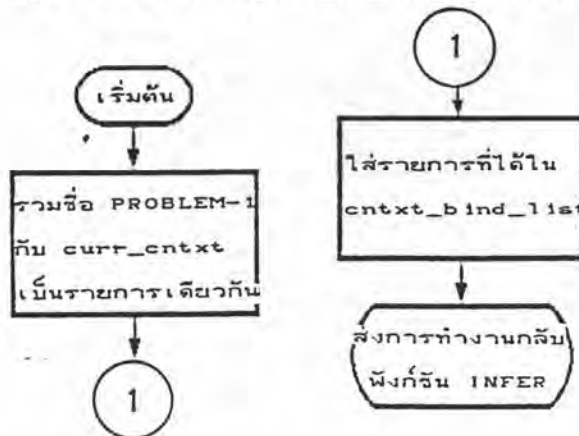 เริ่มต้น
รวมชื่อ PROBLEM-1
กับ curr_cntxt
เป็นรายการเดียวกัน
1
1
ใส่รายการที่ได้ใน
cntxt_bind_list
ส่งการทำงานกลับ
ฟังก์ชัน INFER